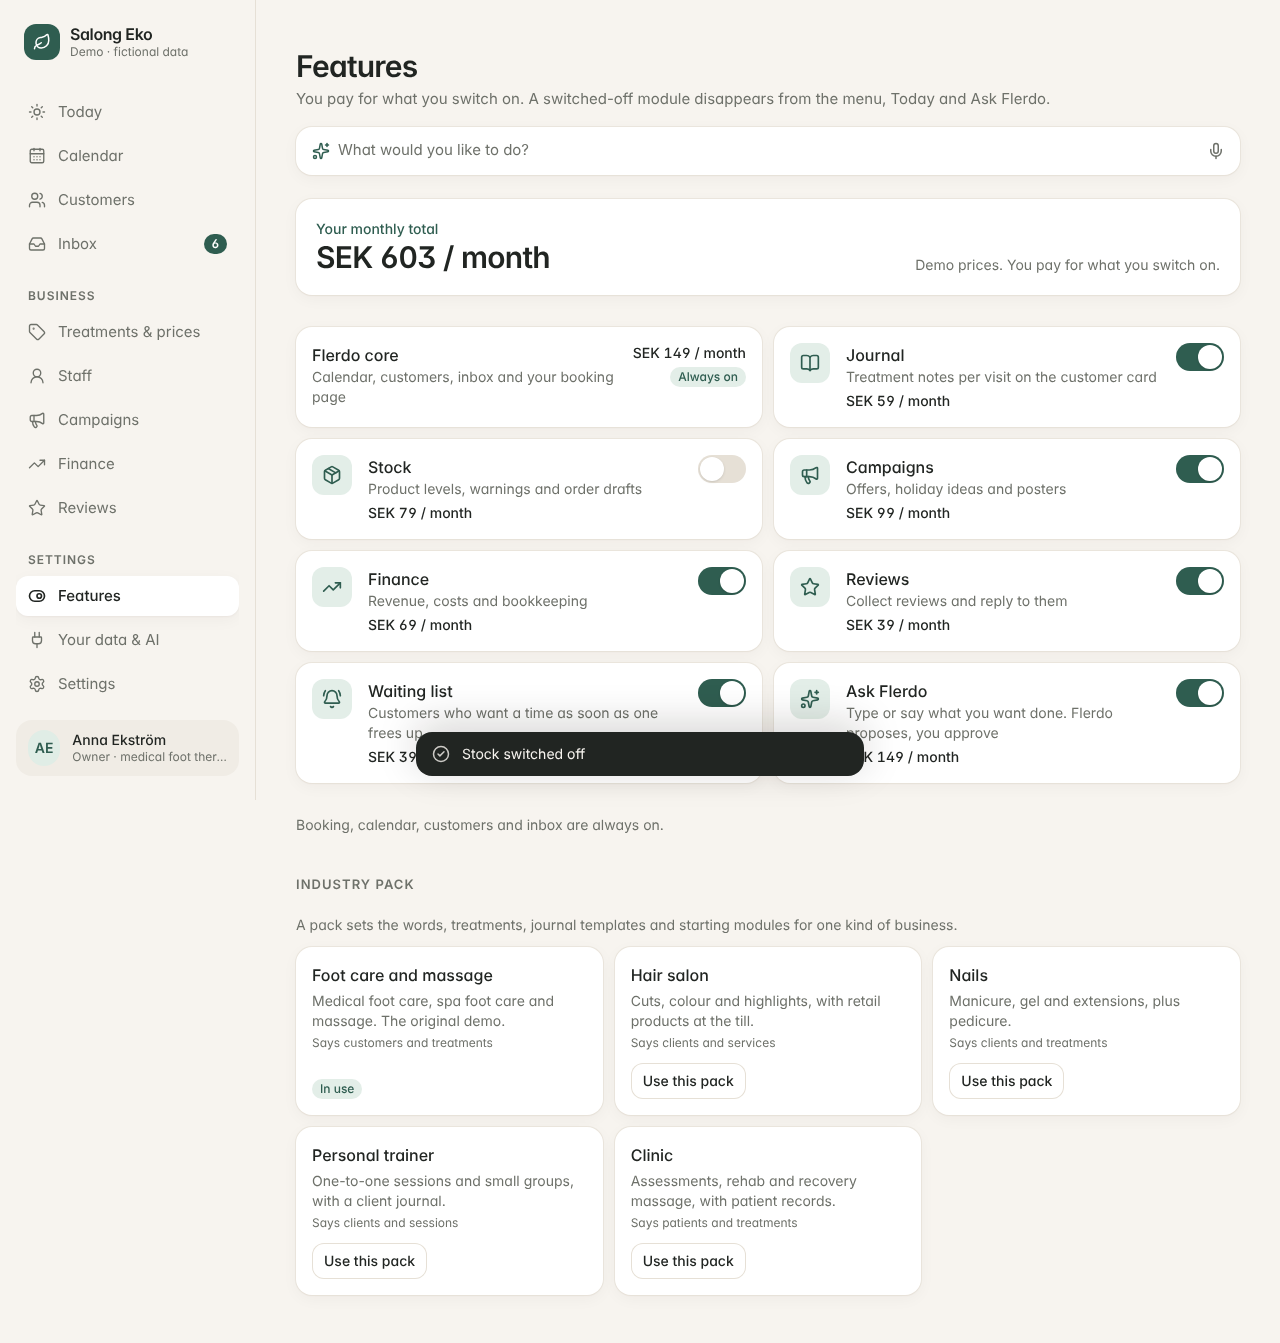 Salong Eko
Demo · fictional data
Today
Calendar
Customers
Inbox
6
BUSINESS
Treatments & prices
Staff
Campaigns
Finance
Reviews
SETTINGS
Features
Your data & AI
Settings
AE
Anna Ekström
Owner · medical foot ther...
Features
You pay for what you switch on. A switched-off module disappears from the menu, Today and Ask Flerdo.
What would you like to do?
Your monthly total
SEK 603 / month
Demo prices. You pay for what you switch on.
Flerdo core
Calendar, customers, inbox and your booking
page
SEK 149 / month
Always on
Journal
Treatment notes per visit on the customer card
SEK 59 / month
Stock
Product levels, warnings and order drafts
SEK 79 / month
Campaigns
Offers, holiday ideas and posters
SEK 99 / month
Finance
Revenue, costs and bookkeeping
SEK 69 / month
Reviews
Collect reviews and reply to them
SEK 39 / month
Waiting list
Customers who want a time as soon as one
frees up
SEK 39
Ask Flerdo
Type or say what you want done. Flerdo
proposes, you approve
149 / month
Stock switched off
Booking, calendar, customers and inbox are always on.
INDUSTRY PACK
A pack sets the words, treatments, journal templates and starting modules for one kind of business.
Foot care and massage
Medical foot care, spa foot care and
massage. The original demo.
Says customers and treatments
In use
Hair salon
Cuts, colour and highlights, with retail
products at the till.
Says clients and services
Use this pack
Nails
Manicure, gel and extensions, plus
pedicure.
Says clients and treatments
Use this pack
Personal trainer
One-to-one sessions and small groups,
with a client journal.
Says clients and sessions
Use this pack
Clinic
Assessments, rehab and recovery
massage, with patient records.
Says patients and treatments
Use this pack